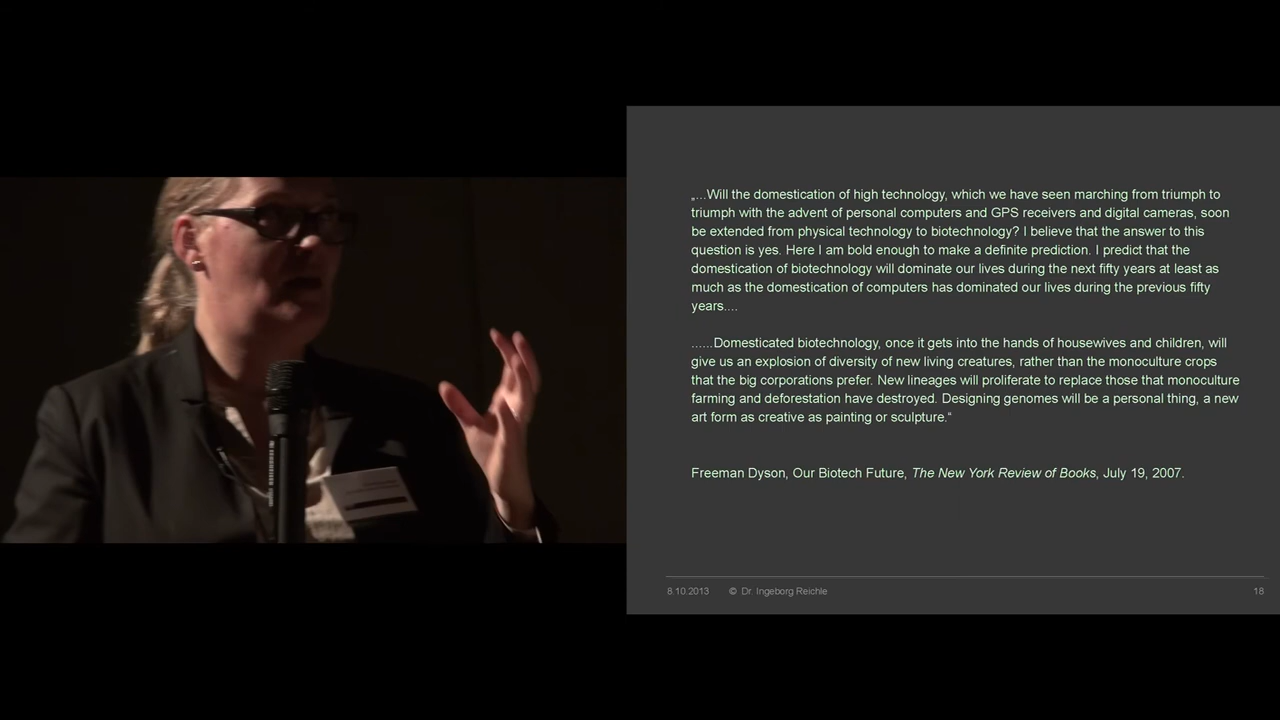 „...Will the domestication of high technology, which we have seen marching from triumph to
triumph with the advent of personal computers and GPS receivers and digital cameras, soon
be extended from physical technology to biotechnology? I believe that the answer to this
question is yes. Here I am bold enough to make a definite prediction. I predict that the
domestication of biotechnology will dominate our lives during the next fifty years at least as
much as the domestication of computers has dominated our lives during the previous fifty
years....
......Domesticated biotechnology, once it gets into the hands of housewives and children, will
give us an explosion of diversity of new living creatures, rather than the monoculture crops
that the big corporations prefer. New lineages will proliferate to replace those that monoculture
farming and deforestation have destroyed. Designing genomes will be a personal thing, a new
art form as creative as painting or sculpture.“
Freeman Dyson, Our Biotech Future, The New York Review of Books, July 19, 2007.
8.10.2013 © Dr. Ingeborg Reichle 18